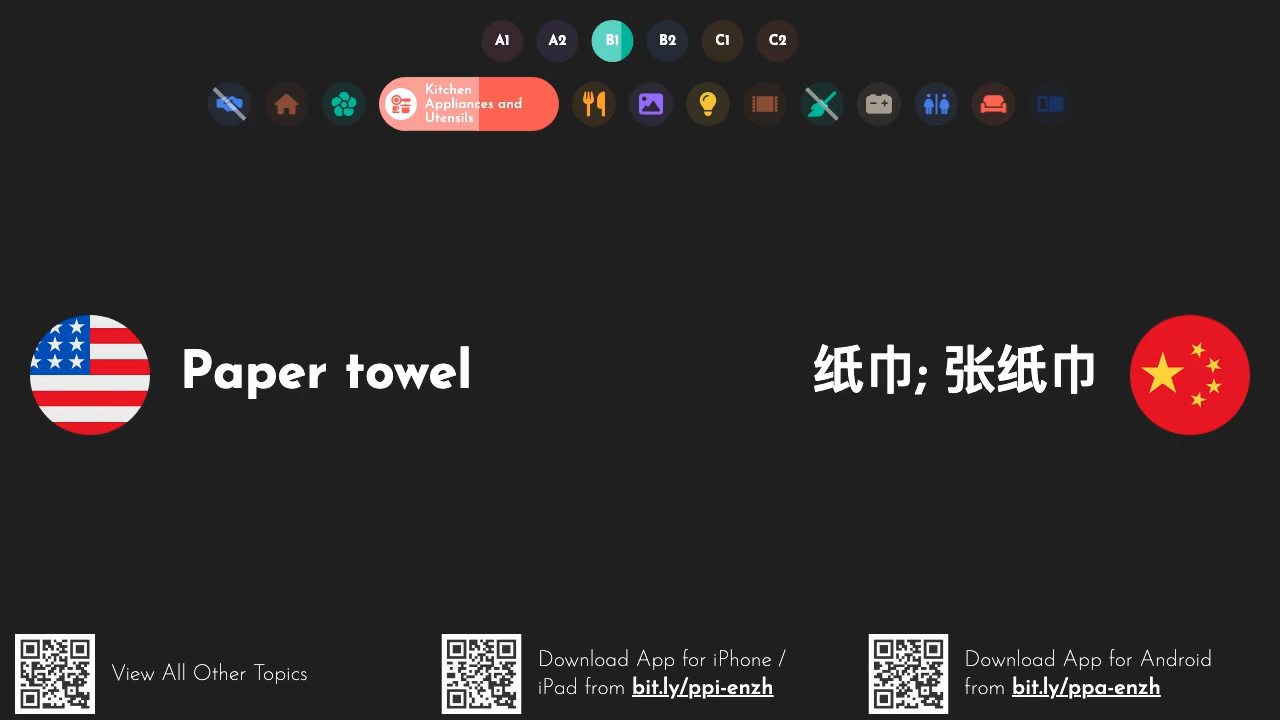 A1 A2 B1 B2 C1 C2
Kitchen
Appliances and
Utensils
Paper towel
纸巾; 张纸巾
View All Other Topics
Download App for iPhone /
iPad from bit.ly/ppi-enzh
Download App for Android
from bit.ly/ppa-enzh